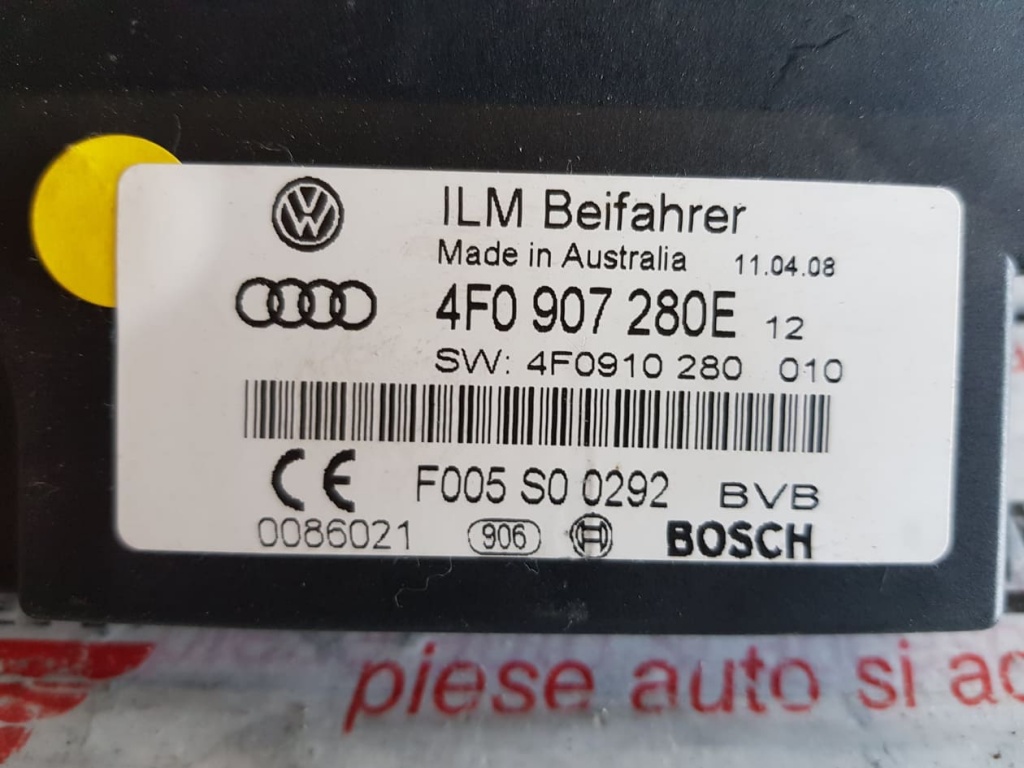 ILM Beifahrer
Made in Australia 11.04.08
4F0 907 280E 12
SW: 4F0910 280 010
CE F005 S0 0292 BVB
0086021 906 BOSCH
piese auto si ac